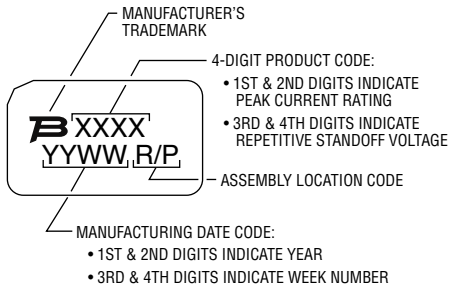 MANUFACTURER'S
TRADEMARK
4-DIGIT PRODUCT CODE:
• 1ST & 2ND DIGITS INDICATE
PEAK CURRENT RATING
• 3RD & 4TH DIGITS INDICATE
REPETITIVE STANDOFF VOLTAGE
XXXX
YYWW R/P
ASSEMBLY LOCATION CODE
MANUFACTURING DATE CODE:
• 1ST & 2ND DIGITS INDICATE YEAR
• 3RD & 4TH DIGITS INDICATE WEEK NUMBER